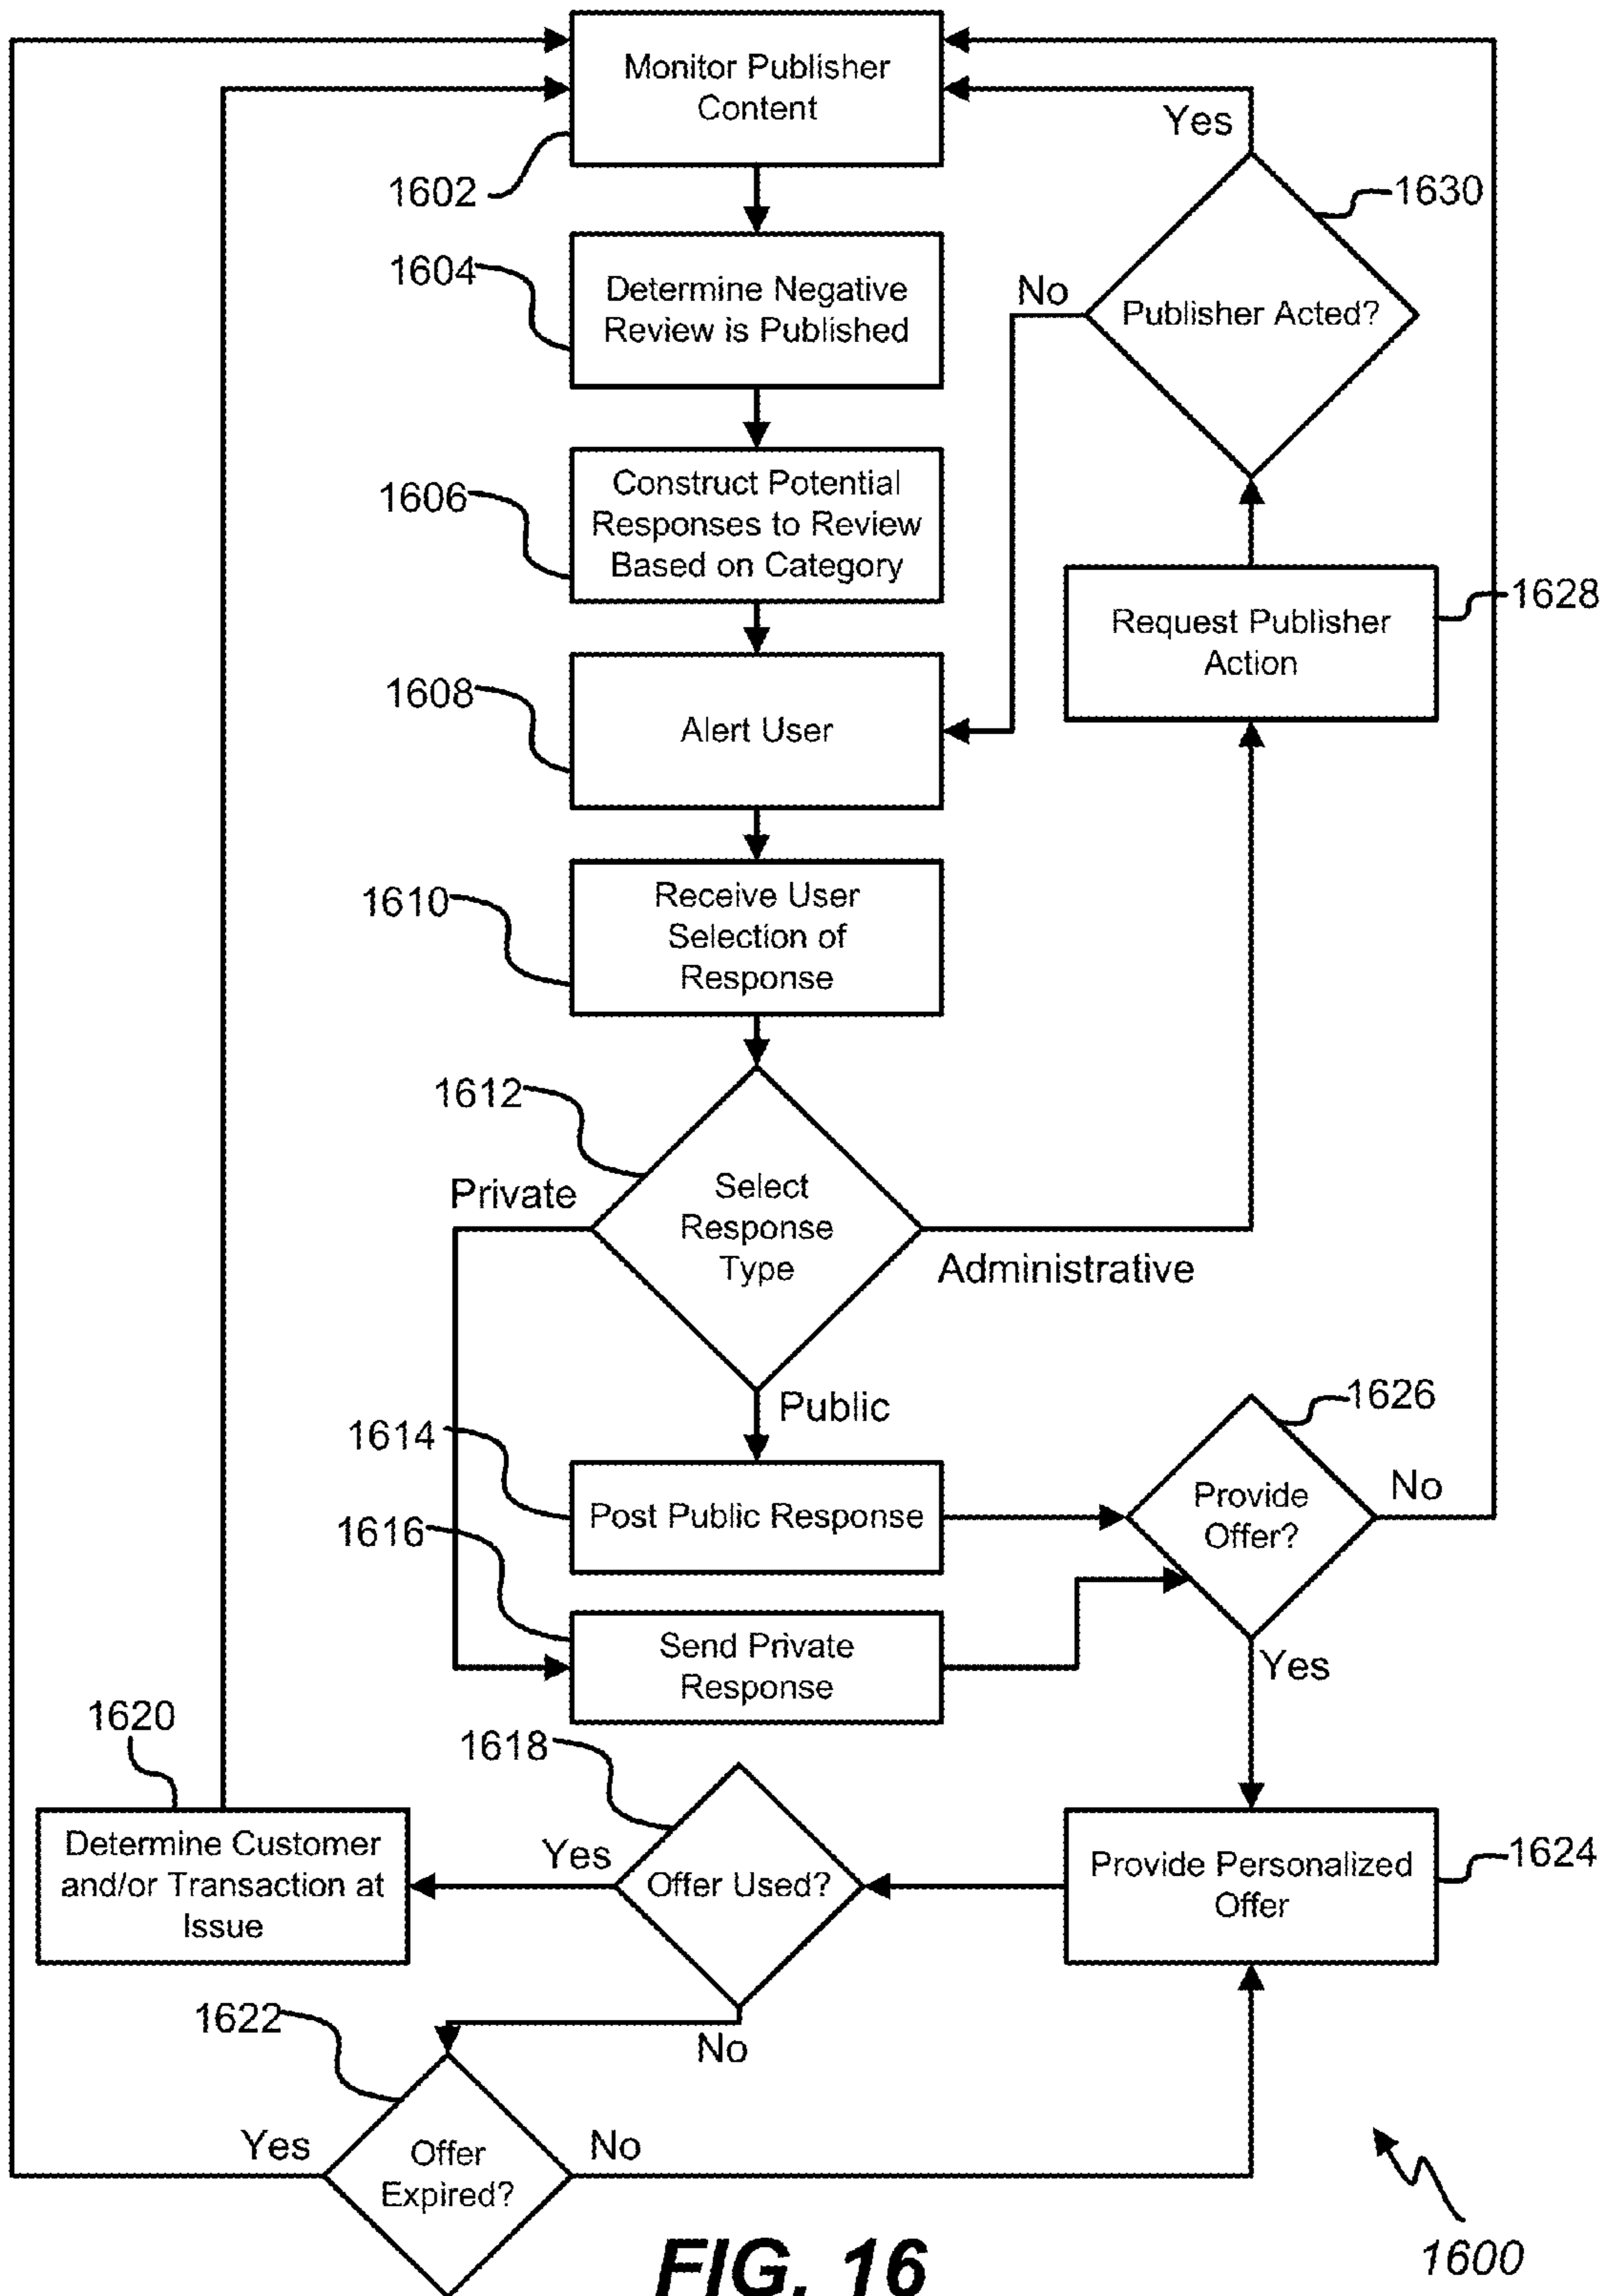 Monitor Publisher
Content
Yes
1602
1630
1604
Determine Negative
Review is Published
No
Publisher Acted?
1606
Construct Potential
Responses to Review
Based on Category
1628
Request Publisher
Action
1608
Alert User
1610
Receive User
Selection of
Response
1612
Private
Select
Response
Type
Administrative
Public
1626
1614
Post Public Response
Provide
Offer?
No
1616
Send Private
Response
Yes
1620
1618
Determine Customer
and/or Transaction at
Issue
Yes
Offer Used?
Provide Personalized
Offer
1624
1622
No
Yes
Offer
Expired?
No
FIG. 16
1600